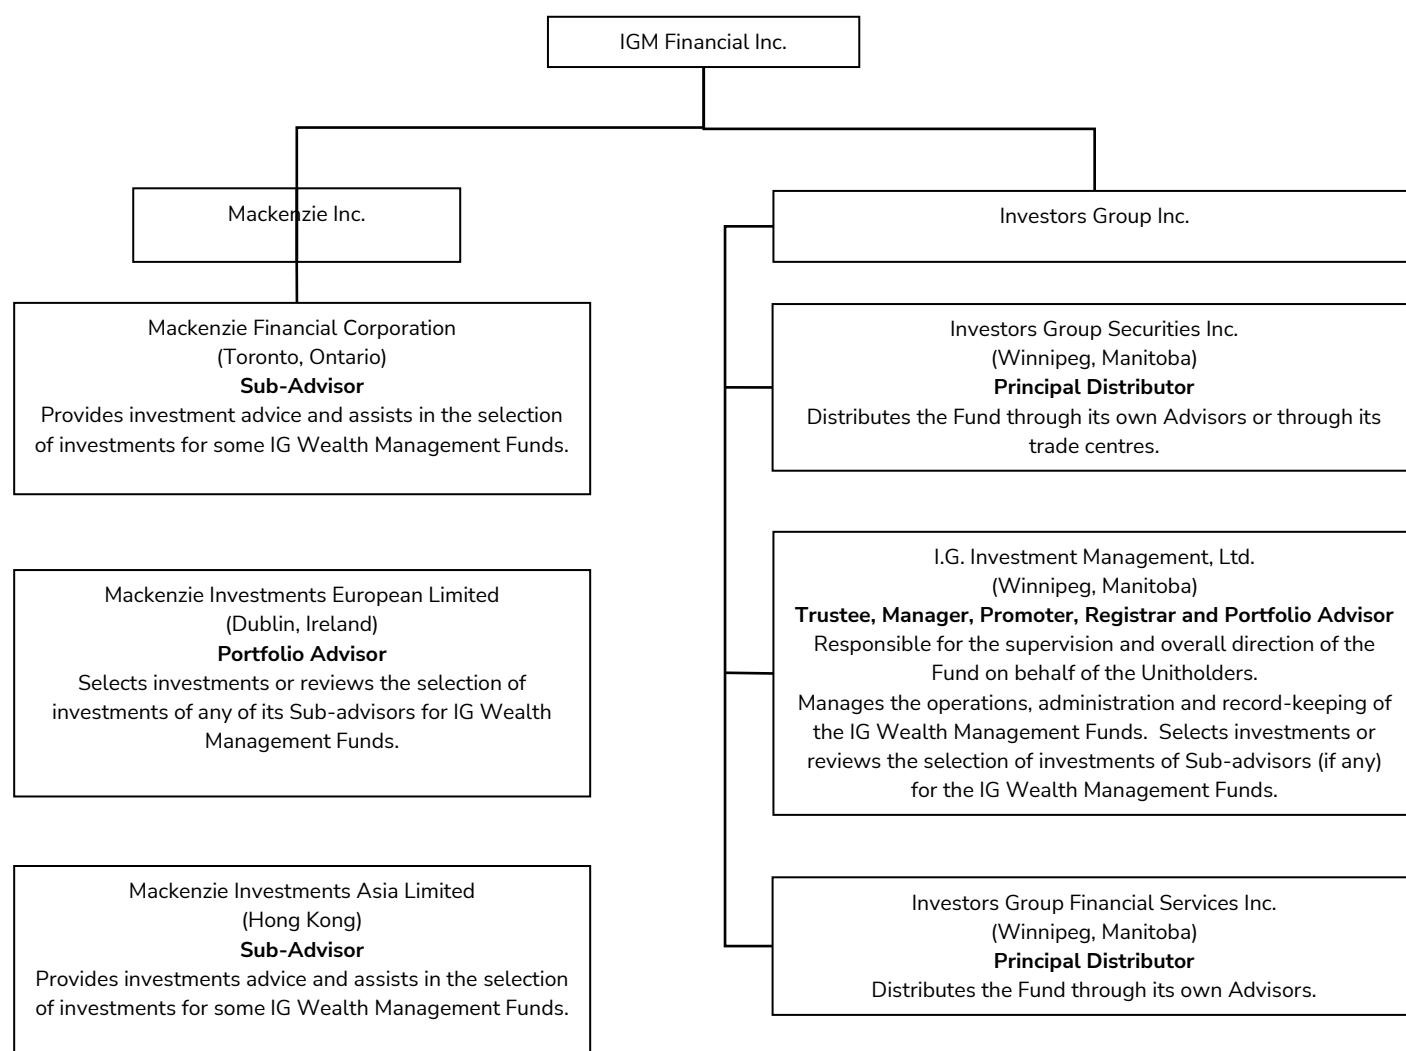 IGM Financial Inc.
Mackenzie Inc.
Mackenzie Financial Corporation
(Toronto, Ontario)
Sub-Advisor
Provides investment advice and assists in the selection
of investments for some IG Wealth Management Funds.
Mackenzie Investments European Limited
(Dublin, Ireland)
Portfolio Advisor
Selects investments or reviews the selection of
investments of any of its Sub-advisors for IG Wealth
Management Funds.
Mackenzie Investments Asia Limited
(Hong Kong)
Sub-Advisor
Provides investments advice and assists in the selection
of investments for some IG Wealth Management Funds.
Investors Group Inc.
Investors Group Securities Inc.
(Winnipeg, Manitoba)
Principal Distributor
Distributes the Fund through its own Advisors or through its
trade centres.
I.G. Investment Management, Ltd.
(Winnipeg, Manitoba)
Trustee, Manager, Promoter, Registrar and Portfolio Advisor
Responsible for the supervision and overall direction of the
Fund on behalf of the Unitholders.
Manages the operations, administration and record-keeping of
the IG Wealth Management Funds.  Selects investments or
reviews the selection of investments of Sub-advisors (if any)
for the IG Wealth Management Funds.
Investors Group Financial Services Inc.
(Winnipeg, Manitoba)
Principal Distributor
Distributes the Fund through its own Advisors.